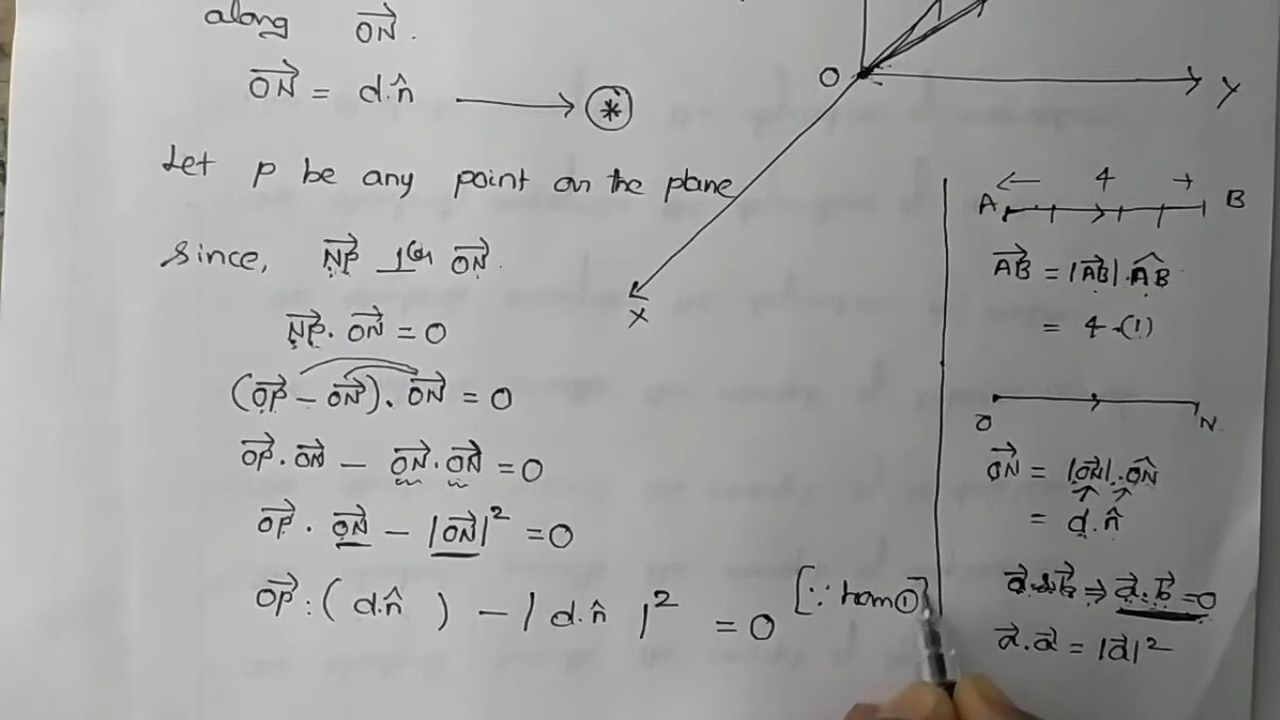 along ON⃗.
ON⃗ = d.n̂ ⟶ (*)
Let P be any point on the plane
Since, NP⃗ ⊥ₗₐᵣ ON⃗.
NP⃗. ON⃗ = 0
(OP⃗ – ON⃗). ON⃗ = 0
OP⃗.ON⃗ – ON⃗.ON⃗ = 0
OP⃗. ON⃗ – |ON⃗|² = 0
OP⃗.(d.n̂) – |d.n̂|² = 0 [∵ from ①]
O
Y
X
← 4 →
A B
AB⃗ = |AB⃗|.AB̂
= 4.(1)
O N
ON⃗ = |ON⃗|.ON̂
= d.n̂
⇒ a⃗.b⃗ = 0
a⃗.a⃗ = |a⃗|²